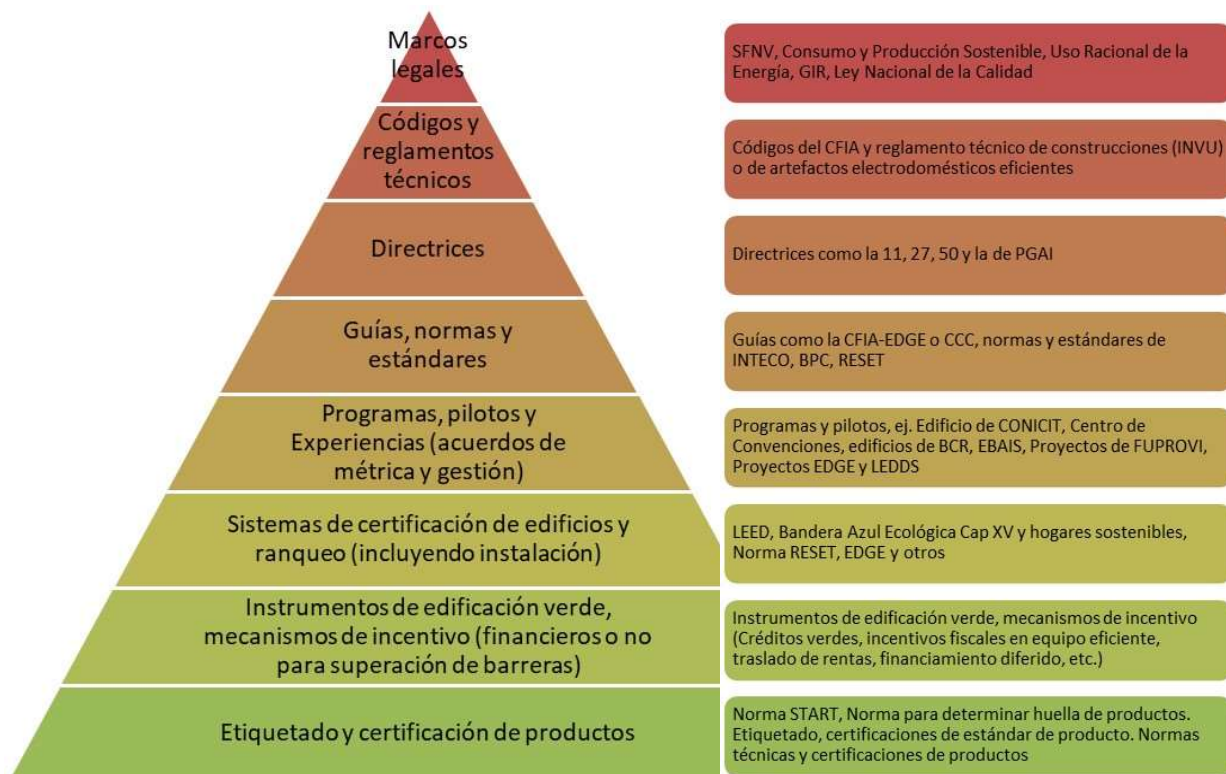 Marcos
legales
SFNV, Consumo y Producción Sostenible, Uso Racional de la
Energía, GIR, Ley Nacional de la Calidad
Códigos y
reglamentos
técnicos
Códigos del CFIA y reglamento técnico de construcciones (INVU)
o de artefactos electrodomésticos eficientes
Directrices
Directrices como la 11, 27, 50 y la de PGAI
Guías, normas y
estándares
Guías como la CFIA-EDGE o CCC, normas y estándares de
INTECO, BPC, RESET
Programas, pilotos y
Experiencias (acuerdos de
métrica y gestión)
Programas y pilotos, ej. Edificio de CONICIT, Centro de
Convenciones, edificios de BCR, EBAIS, Proyectos de FUPROVI,
Proyectos EDGE y LEDDS
Sistemas de certificación de edificios y
ranqueo (incluyendo instalación)
LEED, Bandera Azul Ecológica Cap XV y hogares sostenibles,
Norma RESET, EDGE y otros
Instrumentos de edificación verde,
mecanismos de incentivo (financieros o no
para superación de barreras)
Instrumentos de edificación verde, mecanismos de incentivo
(Créditos verdes, incentivos fiscales en equipo eficiente,
traslado de rentas, financiamiento diferido, etc.)
Etiquetado y certificación de productos
Norma START, Norma para determinar huella de productos.
Etiquetado, certificaciones de estándar de producto. Normas
técnicas y certificaciones de productos